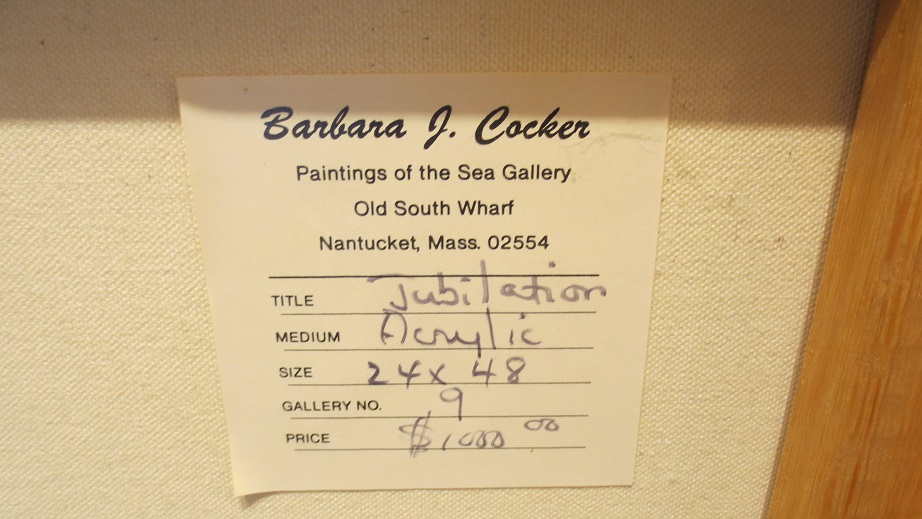 Barbara J. Cocker
Paintings of the Sea Gallery
Old South Wharf
Nantucket, Mass. 02554
TITLE Jubilation
MEDIUM Acrylic
SIZE 24 x 48
GALLERY NO. 9
PRICE $1000 00